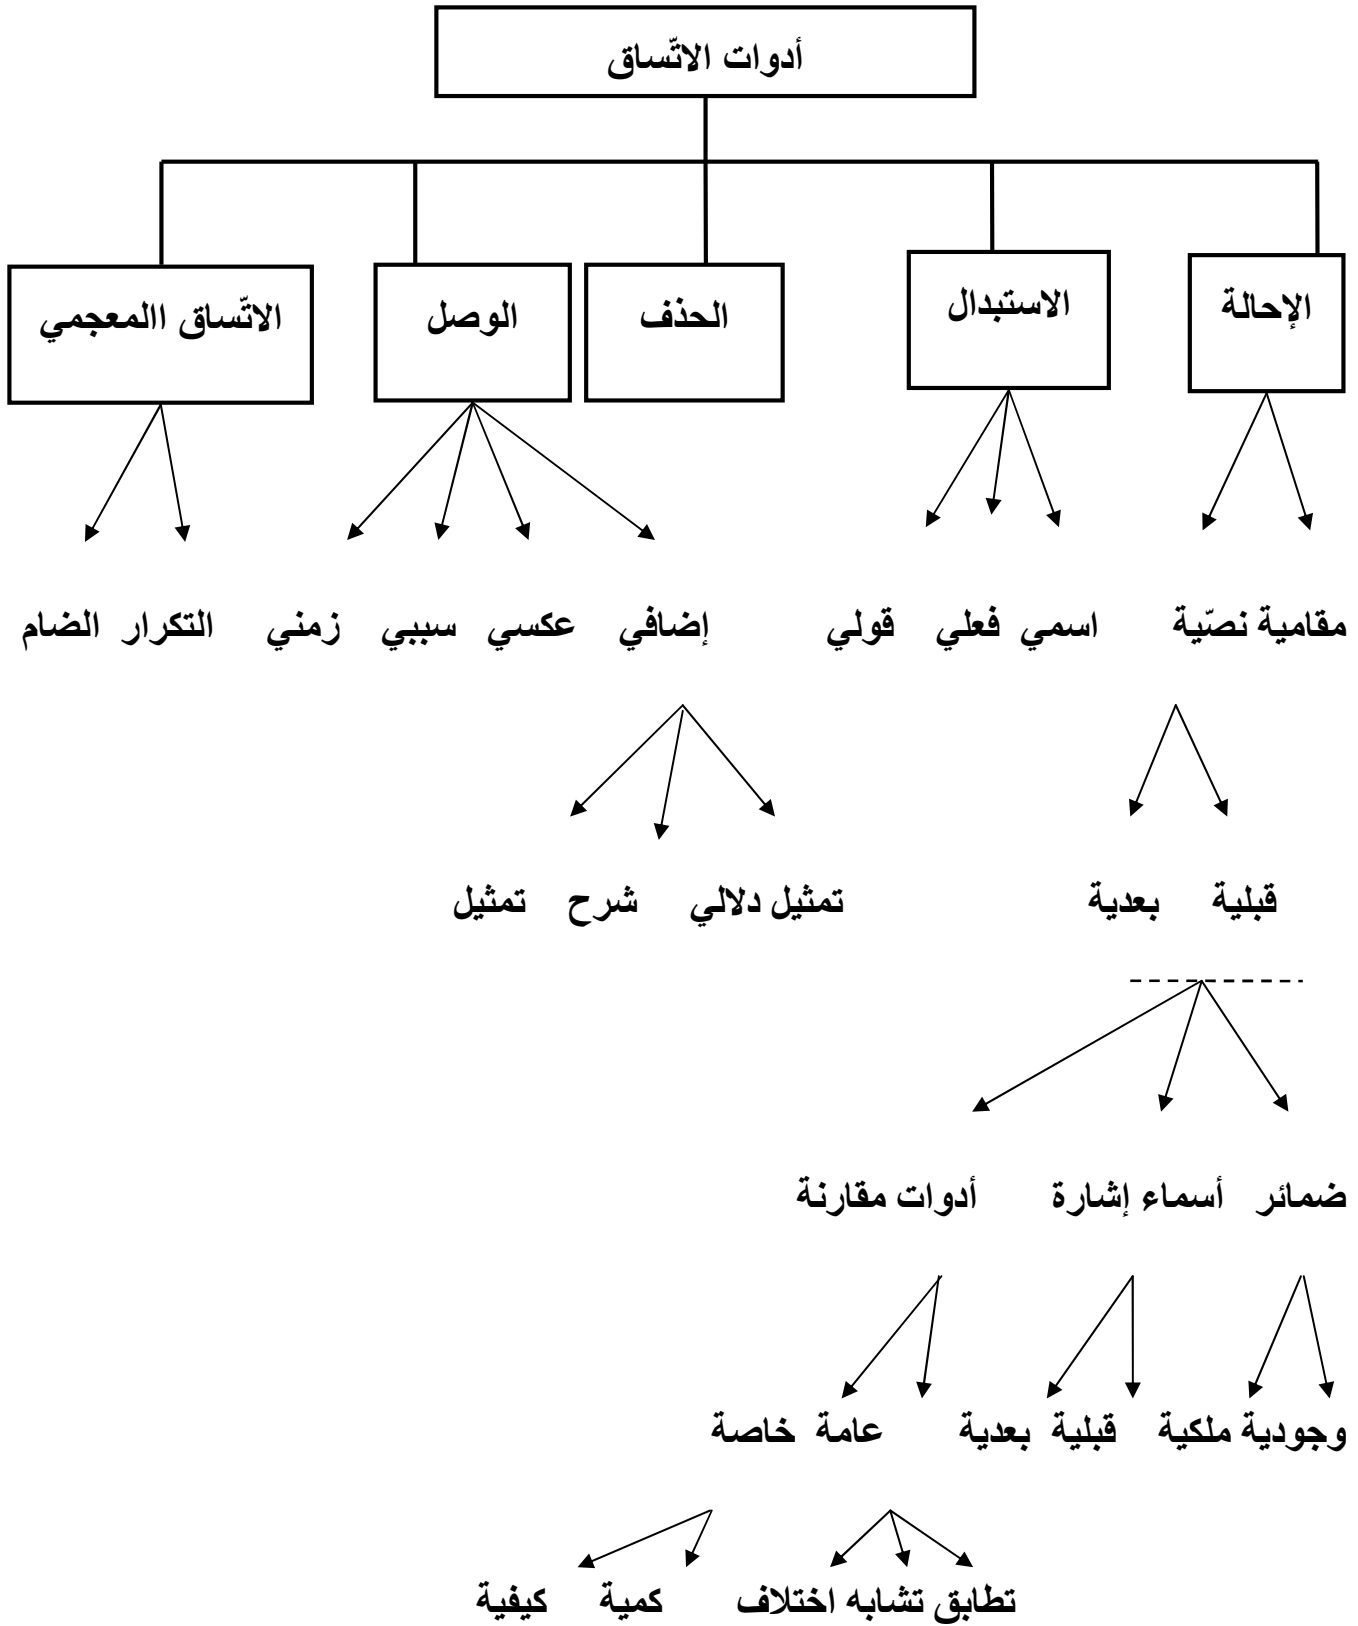 أدوات الاتّساق
الإحالة الاستبدال الحذف الوصل الاتّساق االمعجمي
مقامية نصّية اسمي فعلي قولي إضافي عكسي سببي زمني التكرار الضام
قبلية بعدية تمثيل دلالي شرح تمثيل
ضمائر أسماء إشارة أدوات مقارنة
وجودية ملكية قبلية بعدية عامة خاصة
تطابق تشابه اختلاف كمية كيفية